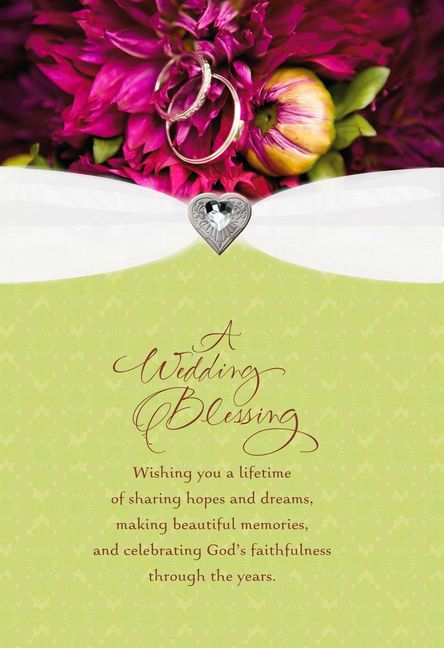 A
Wedding
Blessing
Wishing you a lifetime
of sharing hopes and dreams,
making beautiful memories,
and celebrating God's faithfulness
through the years.